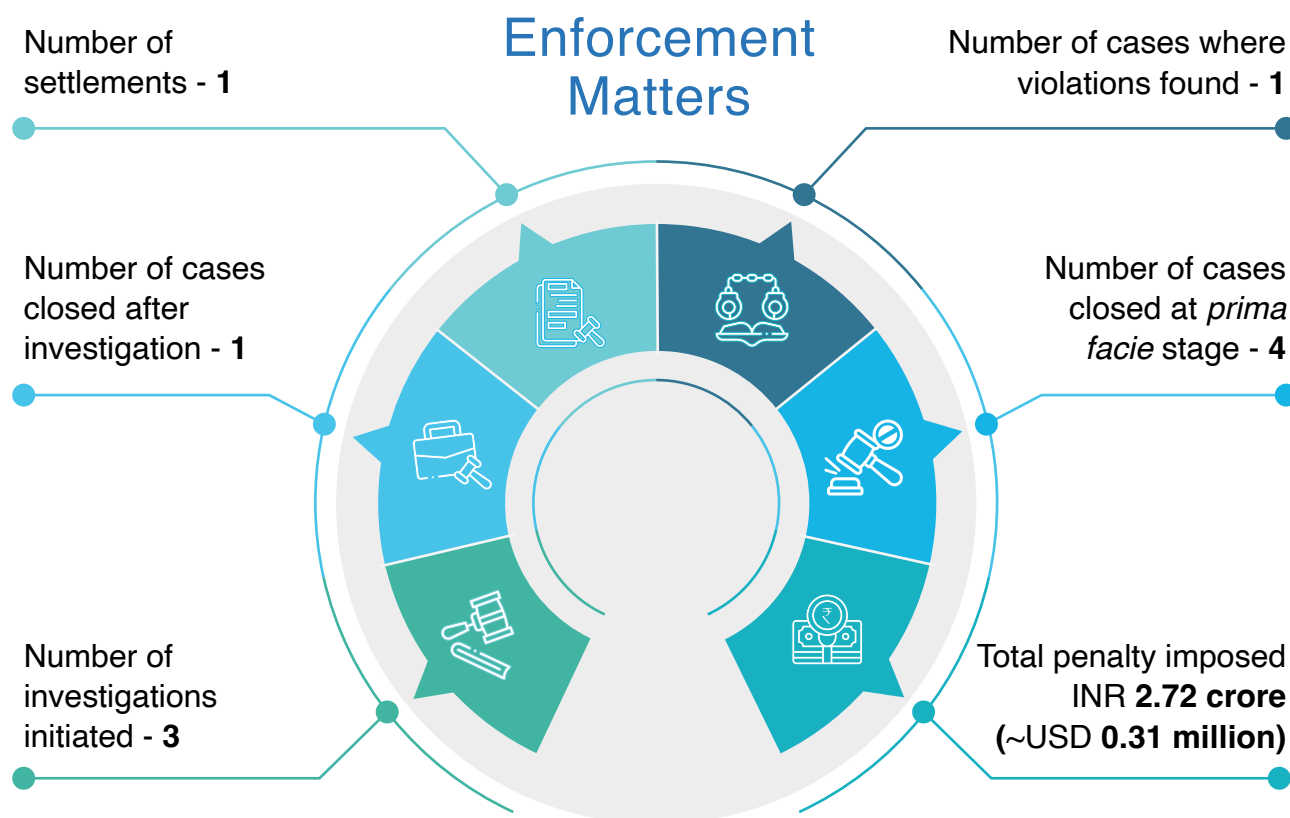 Enforcement
Matters
Number of
settlements - 1
Number of cases where
violations found - 1
Number of cases
closed after
investigation - 1
Number of cases
closed at prima
facie stage - 4
Number of
investigations
initiated - 3
₹
Total penalty imposed
INR 2.72 crore
(~USD 0.31 million)